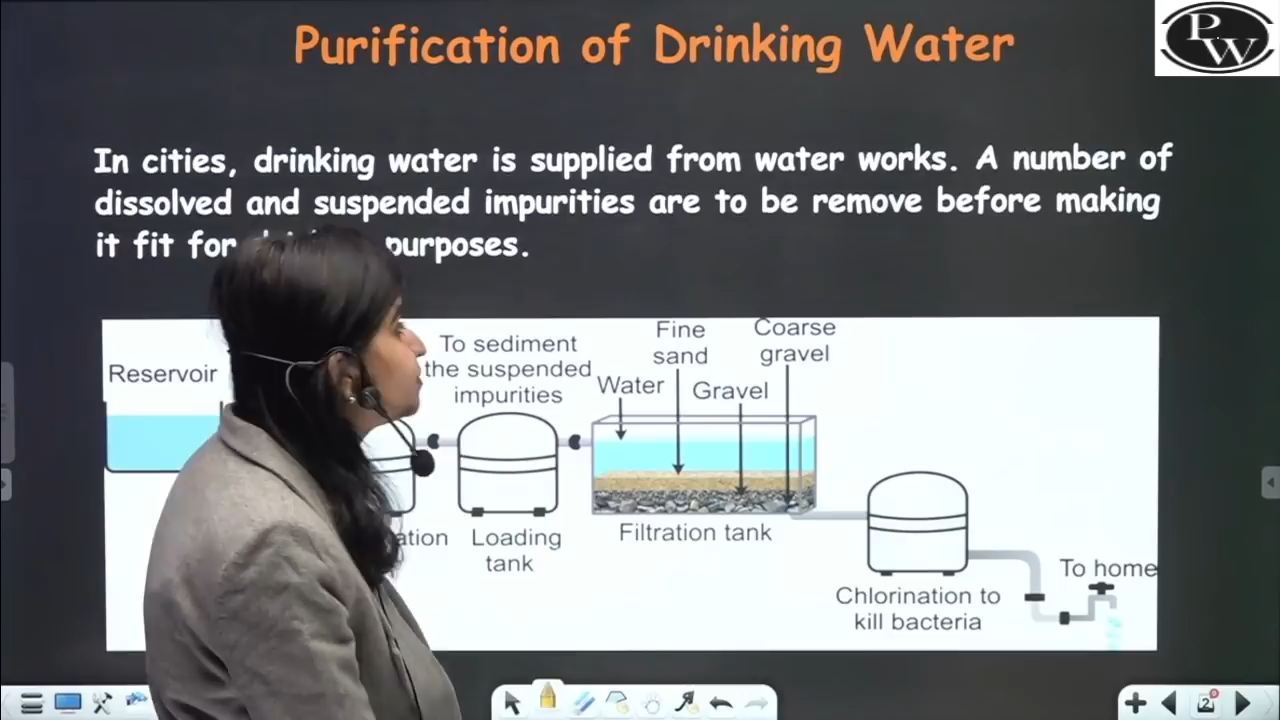 Purification of Drinking Water
PW
In cities, drinking water is supplied from water works. A number of
dissolved and suspended impurities are to be remove before making
it fit for purposes.
Reservoir
To sediment
the suspended
impurities
Loading
tank
Water
Fine
sand
Gravel
Coarse
gravel
Filtration tank
Chlorination to
kill bacteria
To home
2